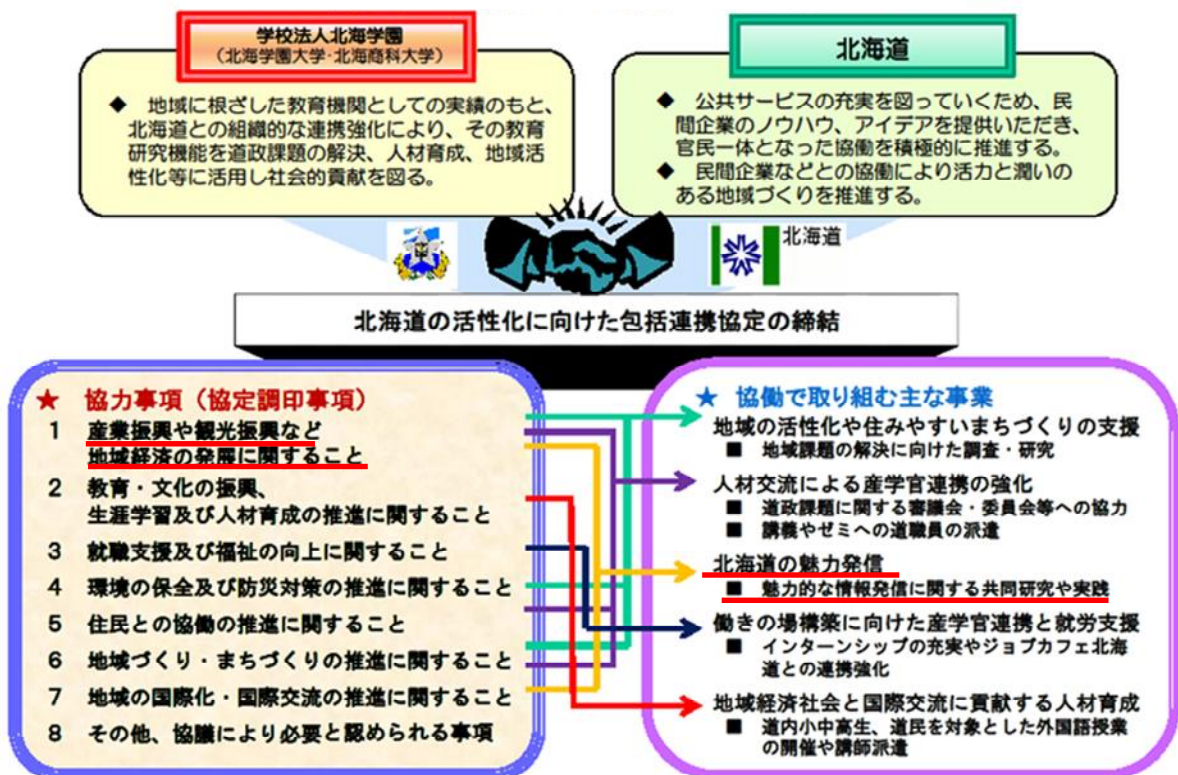 学校法人北海学園
(北海学園大学・北海商科大学)
◆ 地域に根ざした教育機関としての実績のもと、
北海道との組織的な連携強化により、その教育
研究機能を道政課題の解決、人材育成、地域活
性化等に活用し社会的貢献を図る。
北海道
◆ 公共サービスの充実を図っていくため、民
間企業のノウハウ、アイデアを提供いただき、
官民一体となった協働を積極的に推進する。
◆ 民間企業などとの協働により活力と潤いの
ある地域づくりを推進する。
北海道
北海道の活性化に向けた包括連携協定の締結
★ 協力事項（協定調印事項）
1 産業振興や観光振興など
地域経済の発展に関すること
2 教育・文化の振興、
生涯学習及び人材育成の推進に関すること
3 就職支援及び福祉の向上に関すること
4 環境の保全及び防災対策の推進に関すること
5 住民との協働の推進に関すること
6 地域づくり・まちづくりの推進に関すること
7 地域の国際化・国際交流の推進に関すること
8 その他、協議により必要と認められる事項
★ 協働で取り組む主な事業
地域の活性化や住みやすいまちづくりの支援
■ 地域課題の解決に向けた調査・研究
人材交流による産学官連携の強化
■ 道政課題に関する審議会・委員会等への協力
■ 講義やゼミへの道職員の派遣
北海道の魅力発信
■ 魅力的な情報発信に関する共同研究や実践
働きの場構築に向けた産学官連携と就労支援
■ インターンシップの充実やジョブカフェ北海
道との連携強化
地域経済社会と国際交流に貢献する人材育成
■ 道内小中高生、道民を対象とした外国語授業
の開催や講師派遣